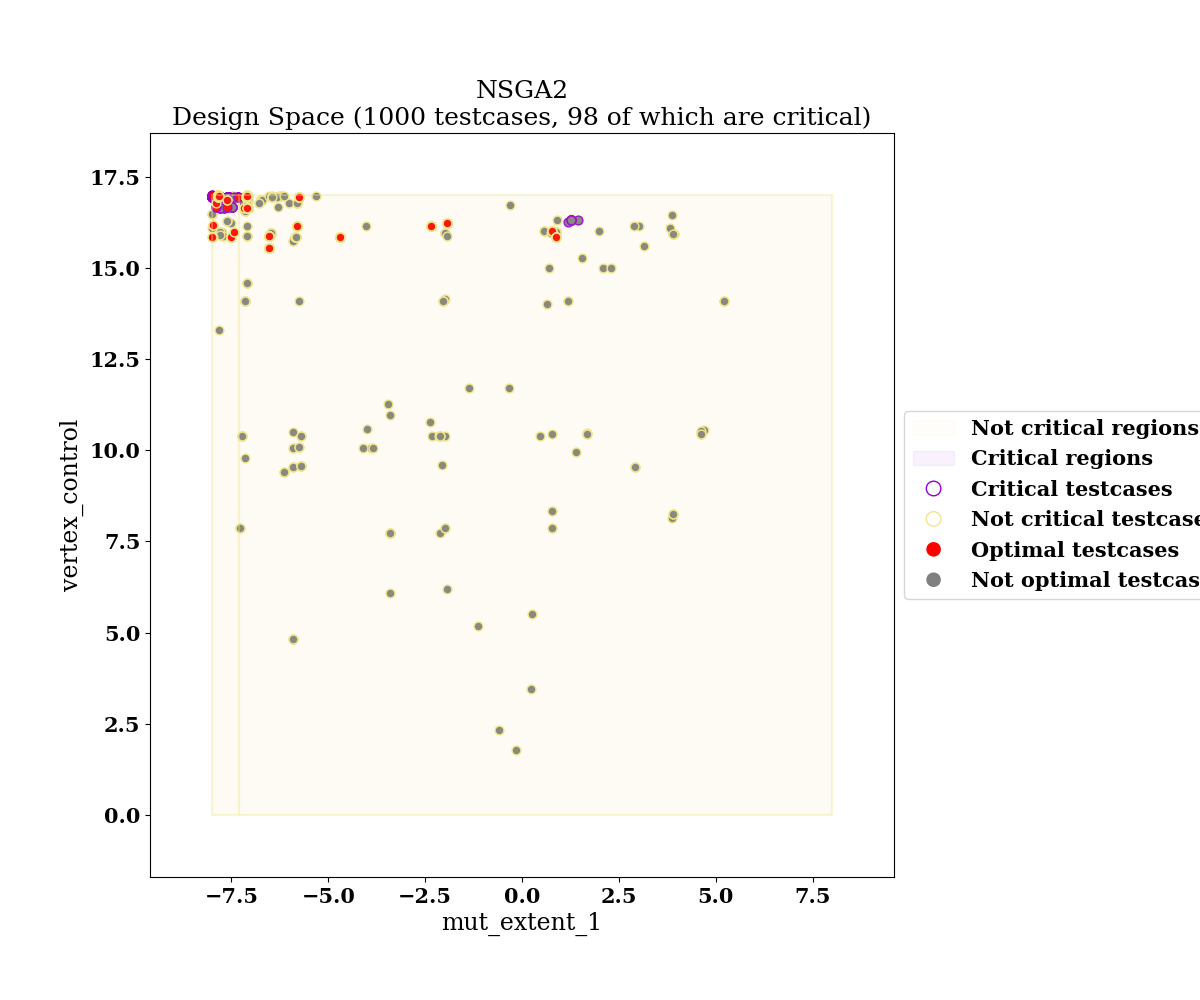 NSGA2
Design Space (1000 testcases, 98 of which are critical)
17.5
15.0
12.5
10.0
7.5
5.0
2.5
0.0
vertex_control
−7.5 −5.0 −2.5 0.0 2.5 5.0 7.5
mut_extent_1
Not critical regions
Critical regions
Critical testcases
Not critical testcase
Optimal testcases
Not optimal testcas